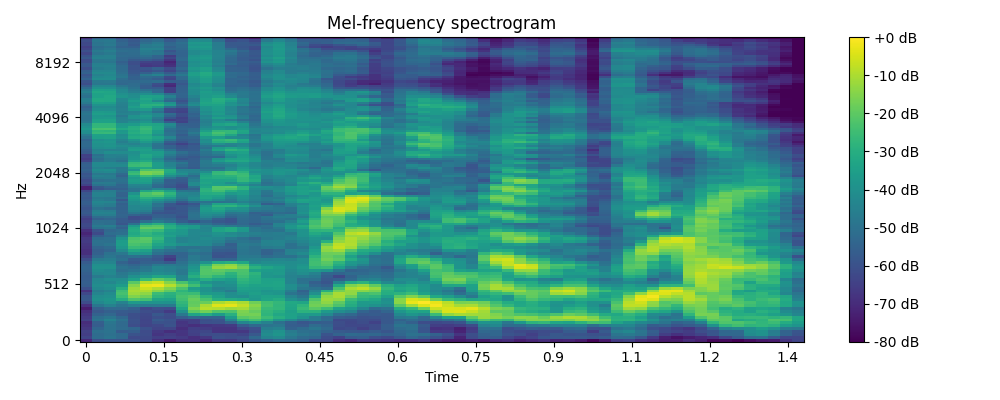 Mel-frequency spectrogram
Hz
8192
4096
2048
1024
512
0
0 0.15 0.3 0.45 0.6 0.75 0.9 1.1 1.2 1.4
Time
+0 dB
-10 dB
-20 dB
-30 dB
-40 dB
-50 dB
-60 dB
-70 dB
-80 dB